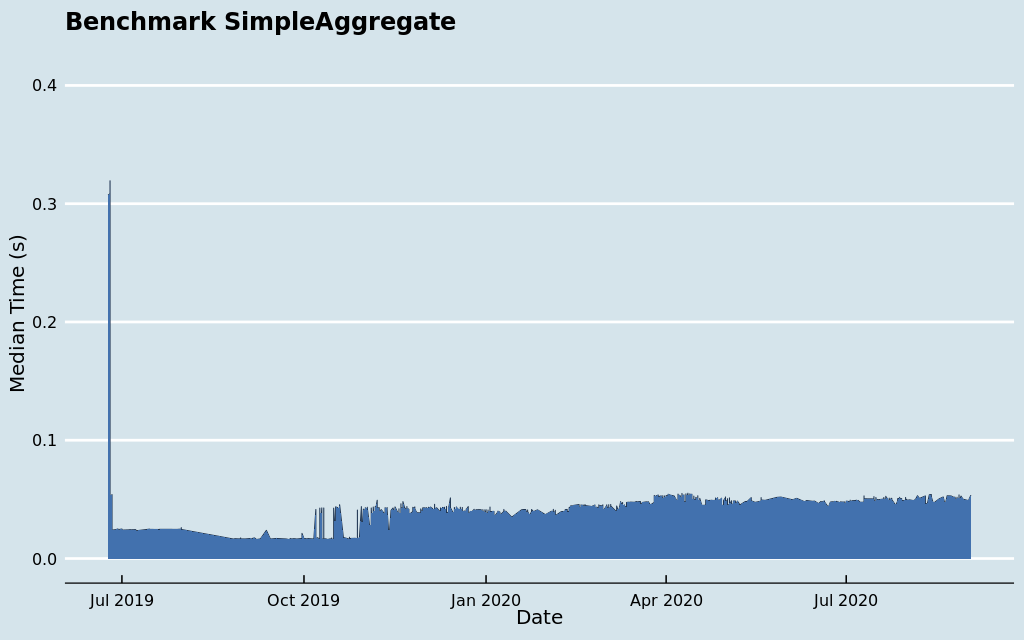 Benchmark SimpleAggregate
0.4
0.3
0.2
0.1
0.0
Median Time (s)
Jul 2019
Oct 2019
Jan 2020
Apr 2020
Jul 2020
Date